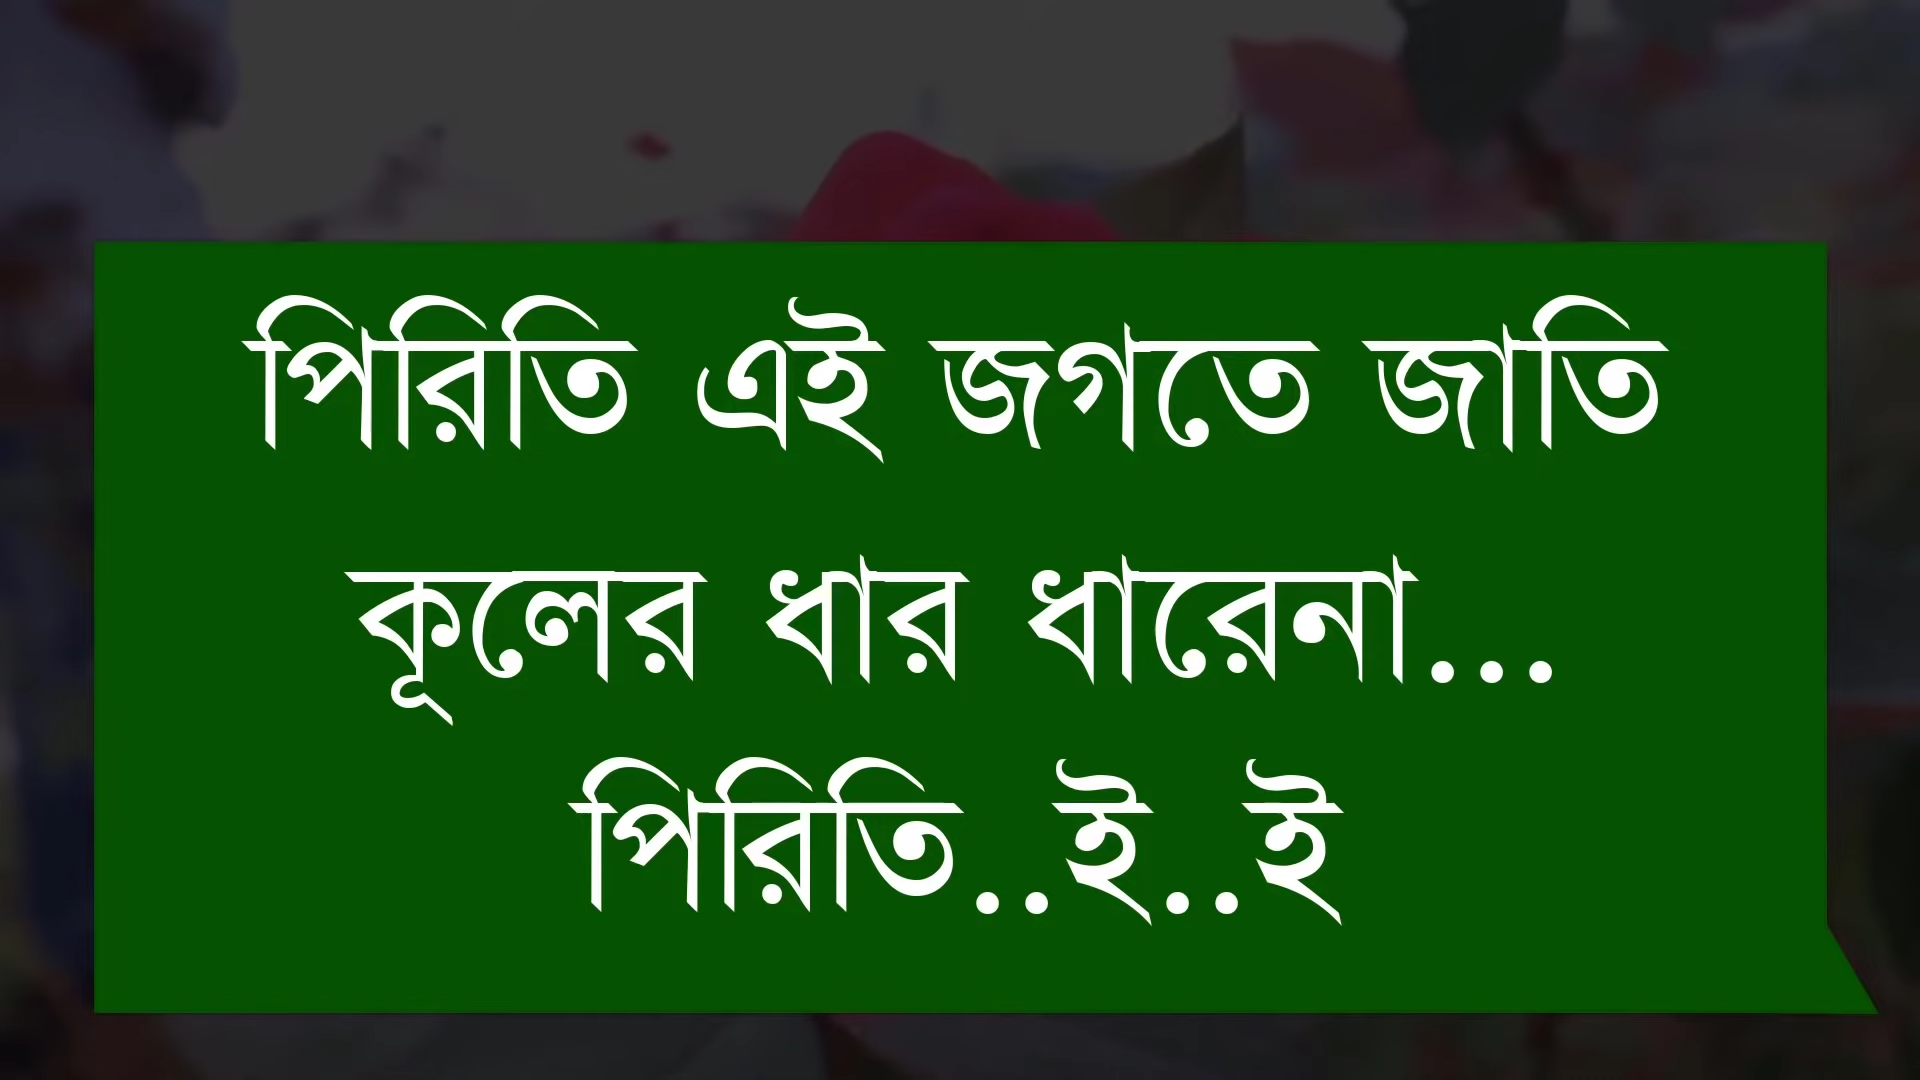 পিরিতি এই জগতে জাতি
কূলের ধার ধারেনা...
পিরিতি..ই..ই